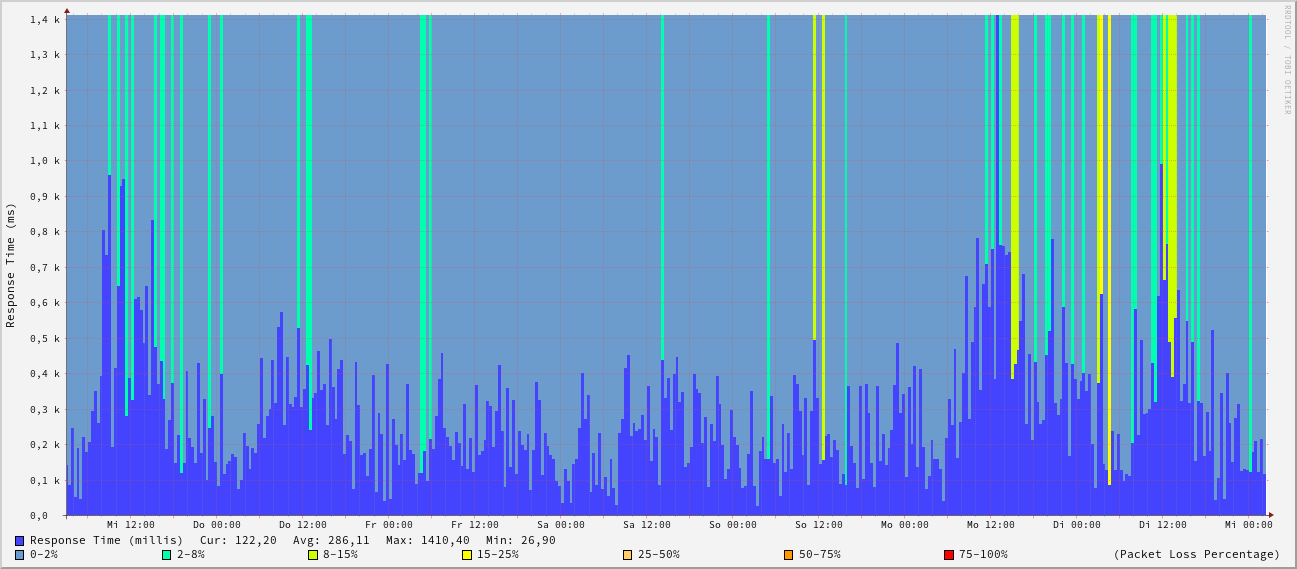 RRDTOOL / TOBI OETIKER
Response Time (ms)
1,4 k
1,3 k
1,2 k
1,1 k
1,0 k
0,9 k
0,8 k
0,7 k
0,6 k
0,5 k
0,4 k
0,3 k
0,2 k
0,1 k
0,0
Mi 12:00 Do 00:00 Do 12:00 Fr 00:00 Fr 12:00 Sa 00:00 Sa 12:00 So 00:00 So 12:00 Mo 00:00 Mo 12:00 Di 00:00 Di 12:00 Mi 00:00
Response Time (millis) Cur: 122,20 Avg: 286,11 Max: 1410,40 Min: 26,90
0-2% 2-8% 8-15% 15-25% 25-50% 50-75% 75-100% (Packet Loss Percentage)